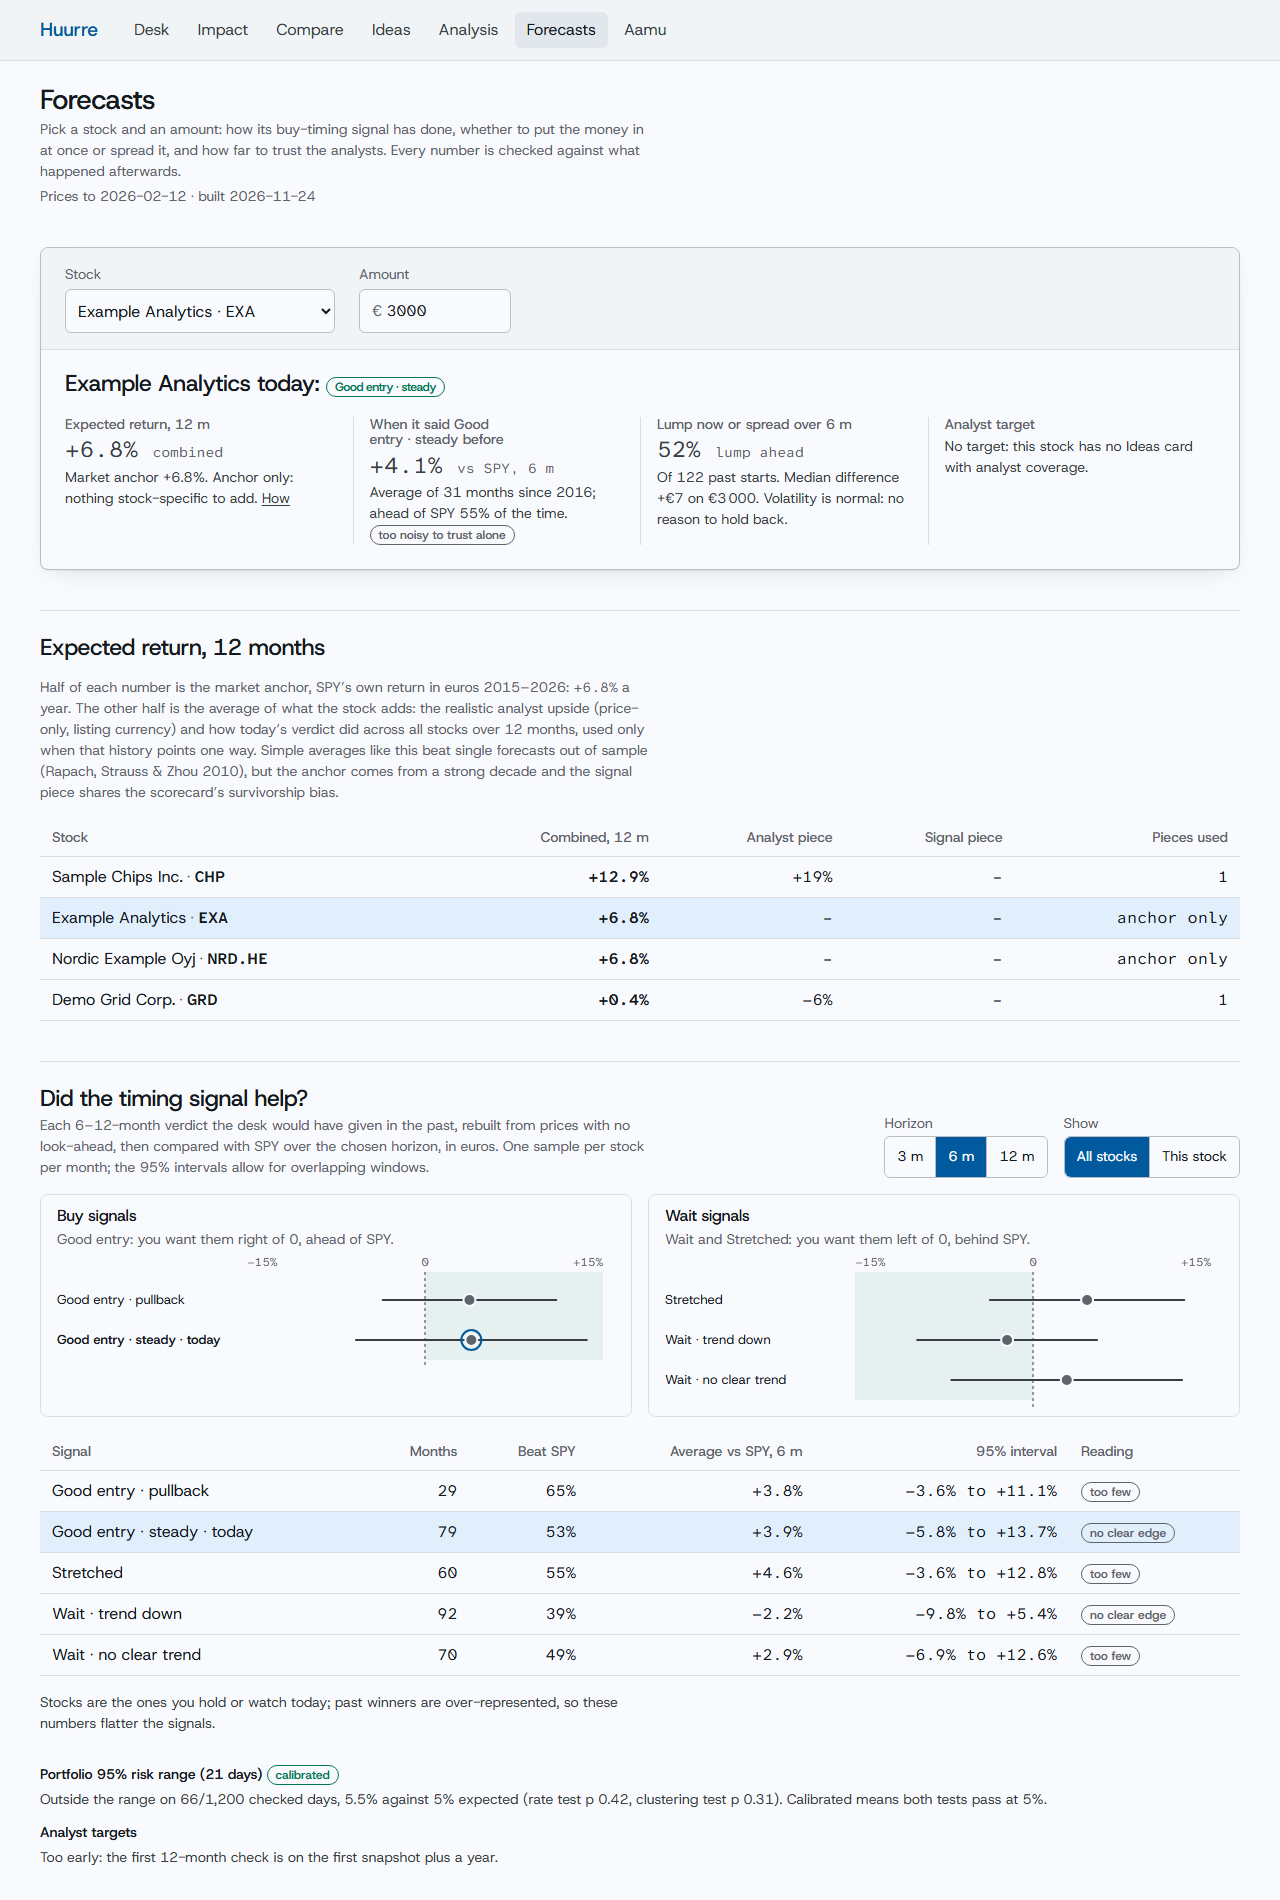 Huurre
Desk
Impact
Compare
Ideas
Analysis
Forecasts
Aamu
Forecasts
Pick a stock and an amount: how its buy-timing signal has done, whether to put the money in
at once or spread it, and how far to trust the analysts. Every number is checked against what
happened afterwards.
Prices to 2026-02-12 · built 2026-11-24
Stock
Amount
Example Analytics · EXA
€ 3000
Example Analytics today: Good entry · steady
Expected return, 12 m
+6.8% combined
Market anchor +6.8%. Anchor only:
nothing stock-specific to add. How
When it said Good
entry · steady before
+4.1% vs SPY, 6 m
Average of 31 months since 2016;
ahead of SPY 55% of the time.
too noisy to trust alone
Lump now or spread over 6 m
52% lump ahead
Of 122 past starts. Median difference
+€7 on €3 000. Volatility is normal: no
reason to hold back.
Analyst target
No target: this stock has no Ideas card
with analyst coverage.
Expected return, 12 months
Half of each number is the market anchor, SPY's own return in euros 2015–2026: +6.8% a
year. The other half is the average of what the stock adds: the realistic analyst upside (price-
only, listing currency) and how today's verdict did across all stocks over 12 months, used only
when that history points one way. Simple averages like this beat single forecasts out of sample
(Rapach, Strauss & Zhou 2010), but the anchor comes from a strong decade and the signal
piece shares the scorecard's survivorship bias.
Stock Combined, 12 m Analyst piece Signal piece Pieces used
Sample Chips Inc. · CHP +12.9% +19% – 1
Example Analytics · EXA +6.8% – – anchor only
Nordic Example Oyj · NRD.HE +6.8% – – anchor only
Demo Grid Corp. · GRD +0.4% −6% – 1
Did the timing signal help?
Each 6–12-month verdict the desk would have given in the past, rebuilt from prices with no
look-ahead, then compared with SPY over the chosen horizon, in euros. One sample per stock
per month; the 95% intervals allow for overlapping windows.
Horizon
3 m 6 m 12 m
Show
All stocks This stock
Buy signals
Good entry: you want them right of 0, ahead of SPY.
−15% 0 +15%
Good entry · pullback
Good entry · steady · today
Wait signals
Wait and Stretched: you want them left of 0, behind SPY.
−15% 0 +15%
Stretched
Wait · trend down
Wait · no clear trend
Signal Months Beat SPY Average vs SPY, 6 m 95% interval Reading
Good entry · pullback 29 65% +3.8% −3.6% to +11.1% too few
Good entry · steady · today 79 53% +3.9% −5.8% to +13.7% no clear edge
Stretched 60 55% +4.6% −3.6% to +12.8% too few
Wait · trend down 92 39% −2.2% −9.8% to +5.4% no clear edge
Wait · no clear trend 70 49% +2.9% −6.9% to +12.6% too few
Stocks are the ones you hold or watch today; past winners are over-represented, so these
numbers flatter the signals.
Portfolio 95% risk range (21 days) calibrated
Outside the range on 66/1,200 checked days, 5.5% against 5% expected (rate test p 0.42, clustering test p 0.31). Calibrated means both tests pass at 5%.
Analyst targets
Too early: the first 12-month check is on the first snapshot plus a year.